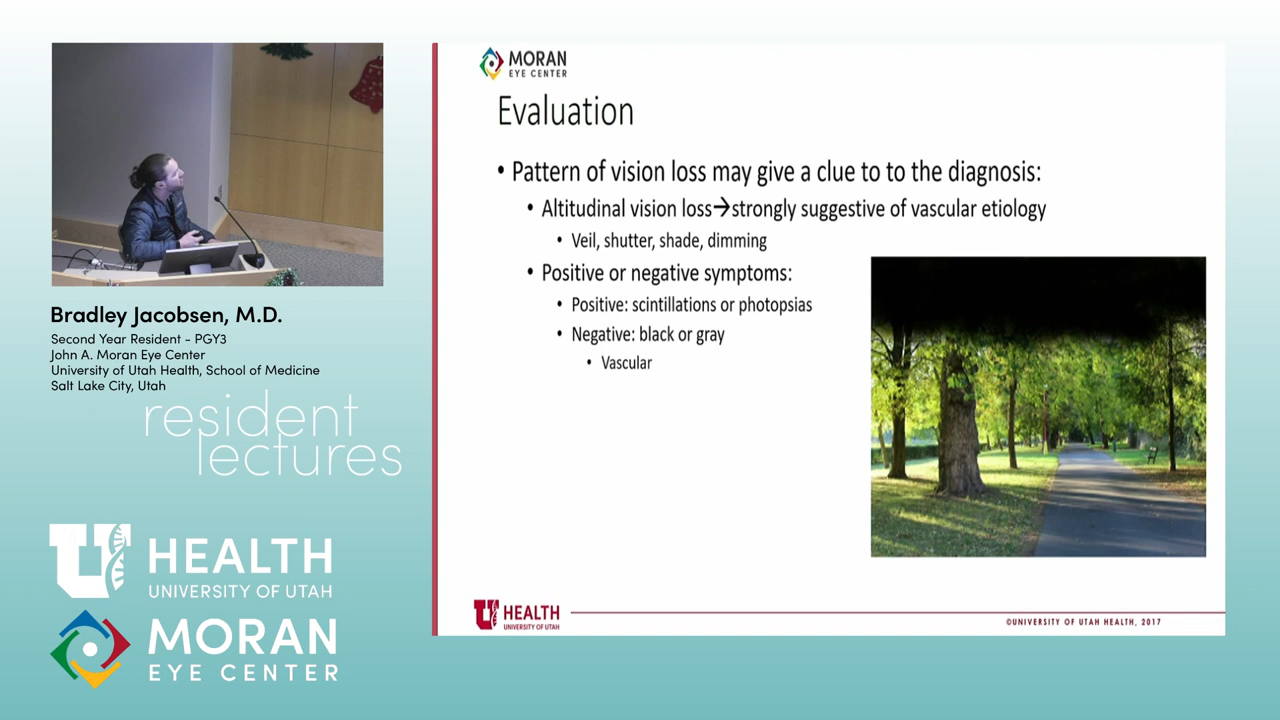 Bradley Jacobsen, M.D.
Second Year Resident - PGY3
John A. Moran Eye Center
University of Utah Health, School of Medicine
Salt Lake City, Utah
resident
lectures
U HEALTH
UNIVERSITY OF UTAH
MORAN
EYE CENTER
MORAN
EYE CENTER
Evaluation
• Pattern of vision loss may give a clue to to the diagnosis:
• Altitudinal vision loss→strongly suggestive of vascular etiology
• Veil, shutter, shade, dimming
• Positive or negative symptoms:
• Positive: scintillations or photopsias
• Negative: black or gray
• Vascular
U HEALTH
UNIVERSITY OF UTAH
©UNIVERSITY OF UTAH HEALTH, 2017